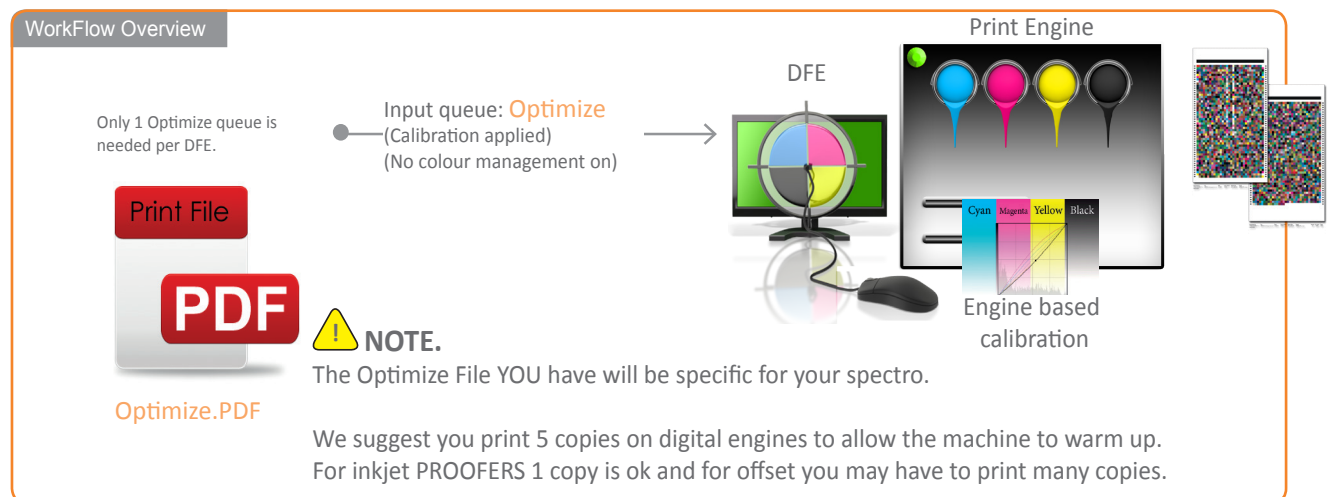 WorkFlow Overview
Print Engine
DFE
Only 1 Optimize queue is
needed per DFE.
Input queue: Optimize
(Calibration applied)
(No colour management on)
Print File
PDF
Optimize.PDF
Cyan Magenta Yellow Black
Engine based
calibration
! NOTE.
The Optimize File YOU have will be specific for your spectro.
We suggest you print 5 copies on digital engines to allow the machine to warm up.
For inkjet PROOFERS 1 copy is ok and for offset you may have to print many copies.